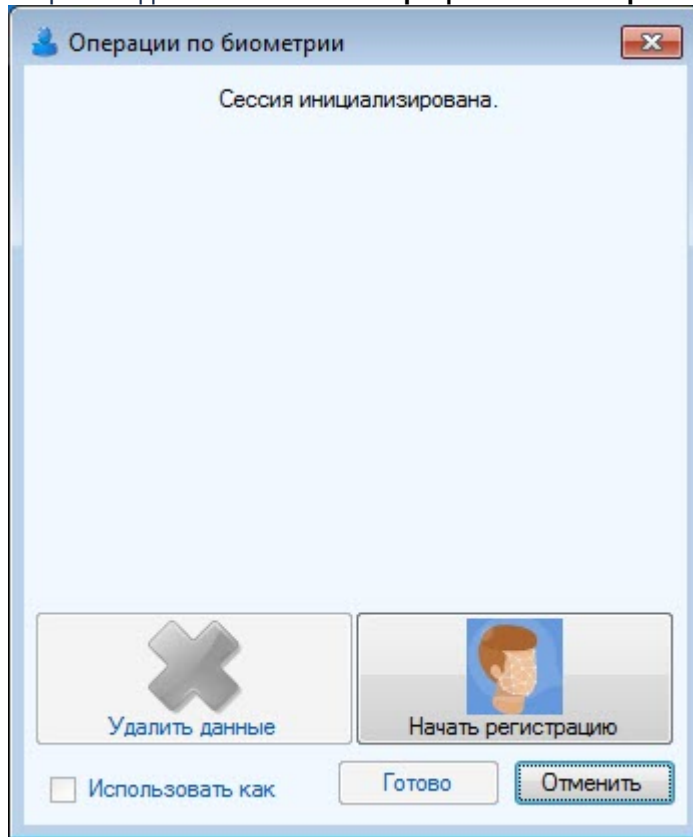 Операции по биометрии
Сессия инициализирована.
Удалить данные
Начать регистрацию
Использовать как
Готово
Отменить